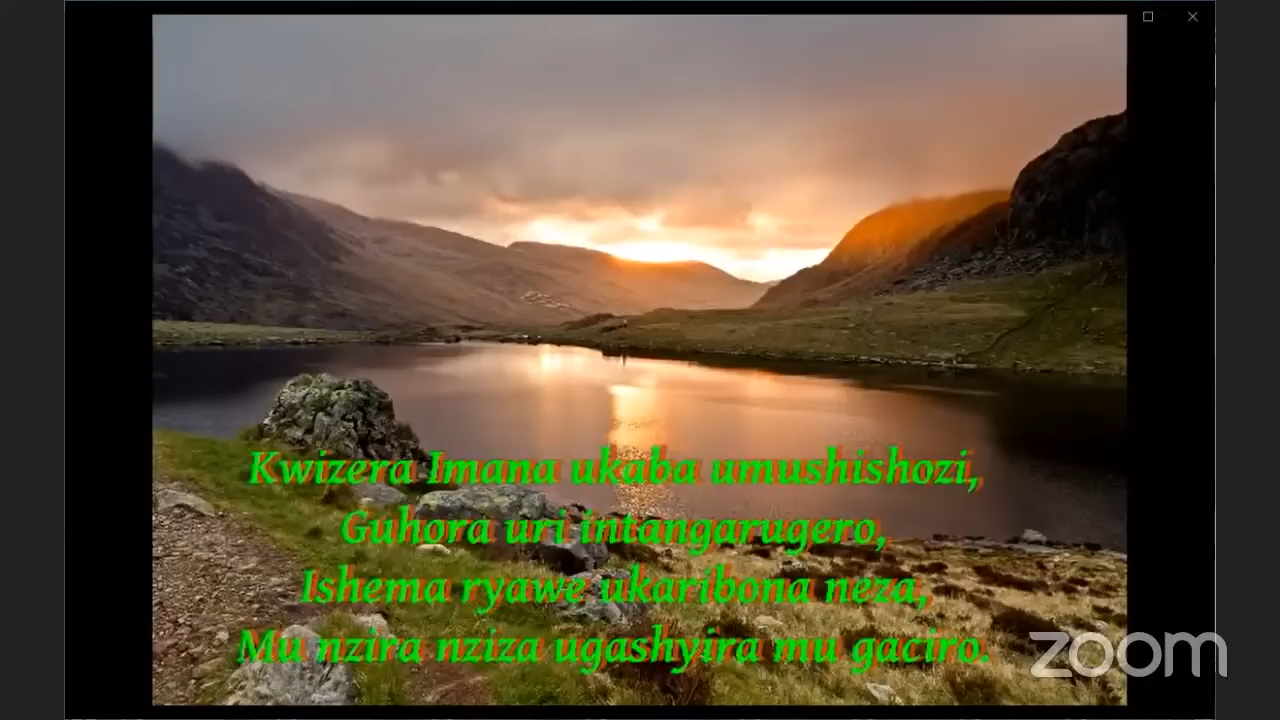 Kwizera Imana ukaba umushishozi,
Guhora uri intangarugero,
Ishema ryawe ukaribona neza,
Mu nzira nziza ugashyira mu gaciro.
zoom